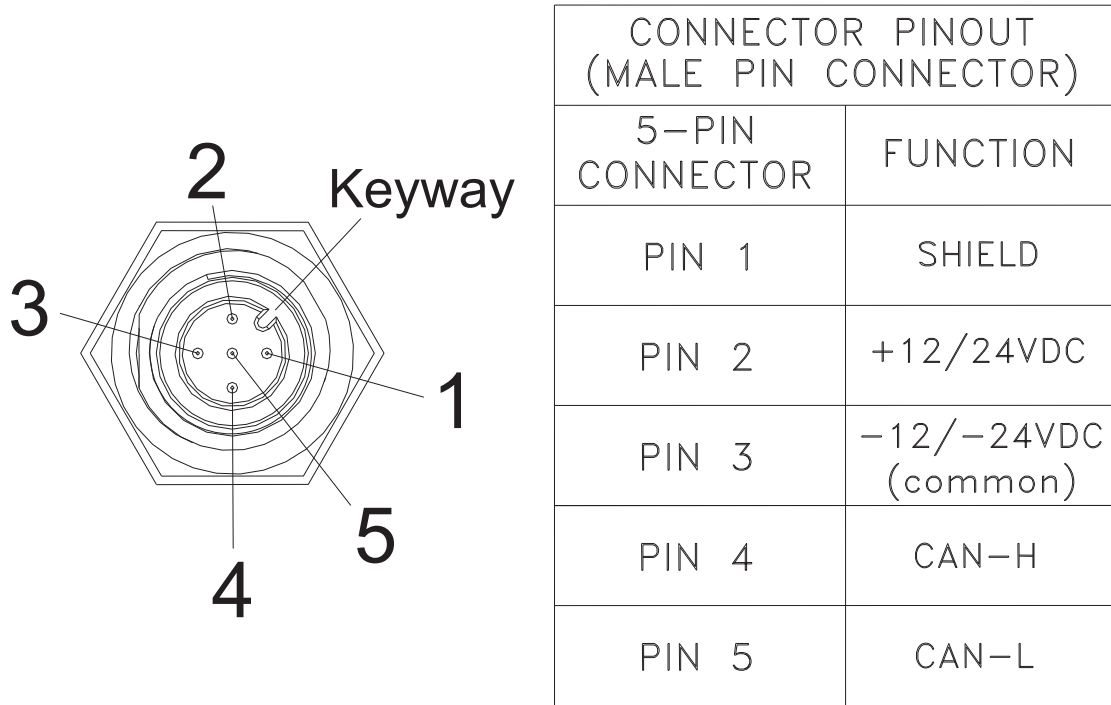 2
Keyway
3
1
5
4
CONNECTOR PINOUT
(MALE PIN CONNECTOR)
5-PIN
CONNECTOR
FUNCTION
PIN 1
SHIELD
PIN 2
+12/24VDC
PIN 3
-12/-24VDC
(common)
PIN 4
CAN-H
PIN 5
CAN-L